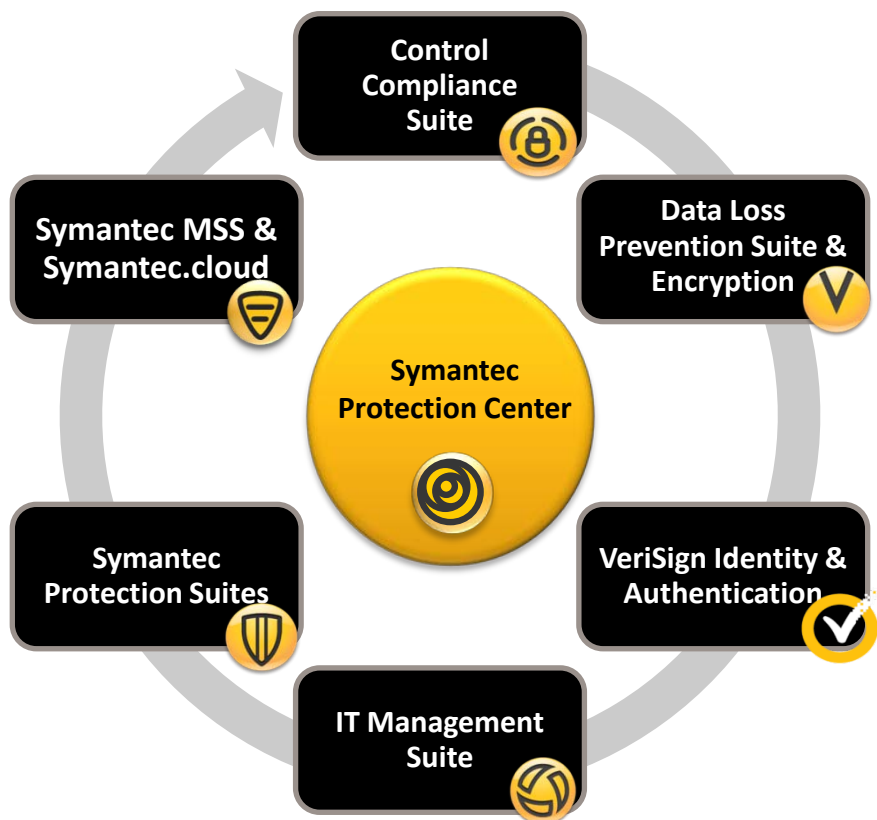 Control
Compliance
Suite
Data Loss
Prevention Suite &
Encryption
VeriSign Identity &
Authentication
IT Management
Suite
Symantec
Protection Suites
Symantec MSS &
Symantec.cloud
Symantec
Protection Center